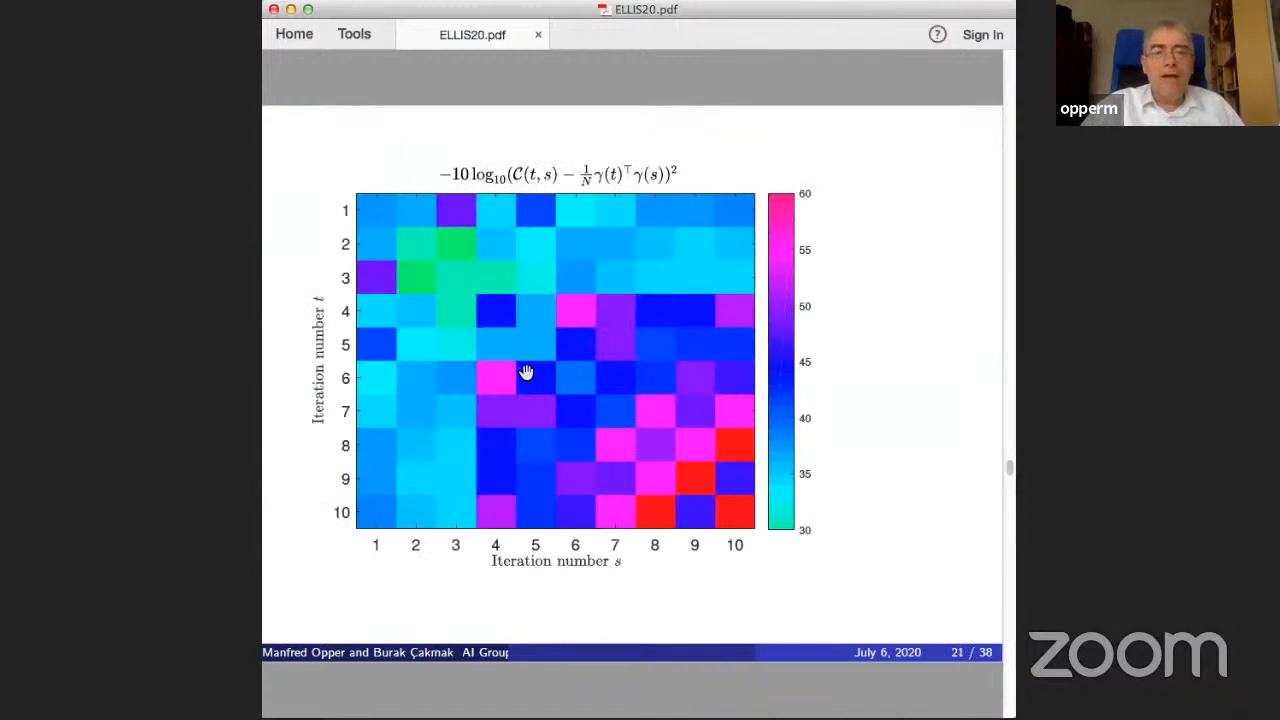 ELLIS20.pdf
Home Tools ELLIS20.pdf × ? Sign In
opperm
−10 log₁₀(𝒞(t, s) − 1/N γ(t)⊤γ(s))²
Iteration number t
1
2
3
4
5
6
7
8
9
10
60
55
50
45
40
35
30
1 2 3 4 5 6 7 8 9 10
Iteration number s
Manfred Opper and Burak Çakmak AI Group July 6, 2020 21 / 38
zoom